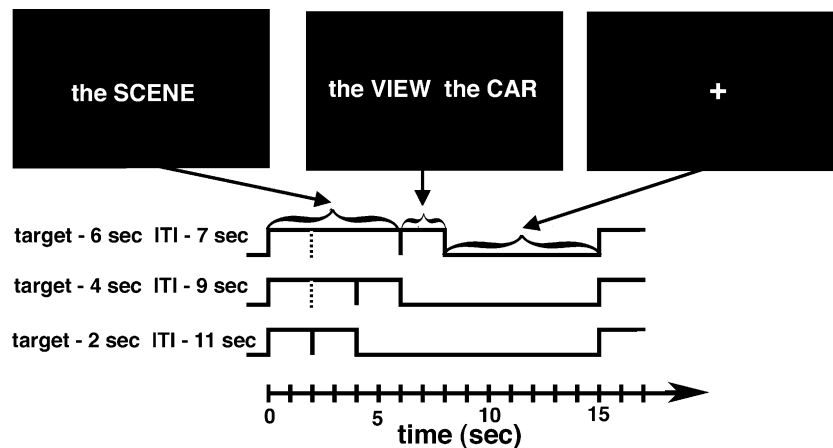 the SCENE
the VIEW  the CAR
+
target - 6 sec  ITI - 7 sec
target - 4 sec  ITI - 9 sec
target - 2 sec  ITI - 11 sec
0 5 10 15
time (sec)